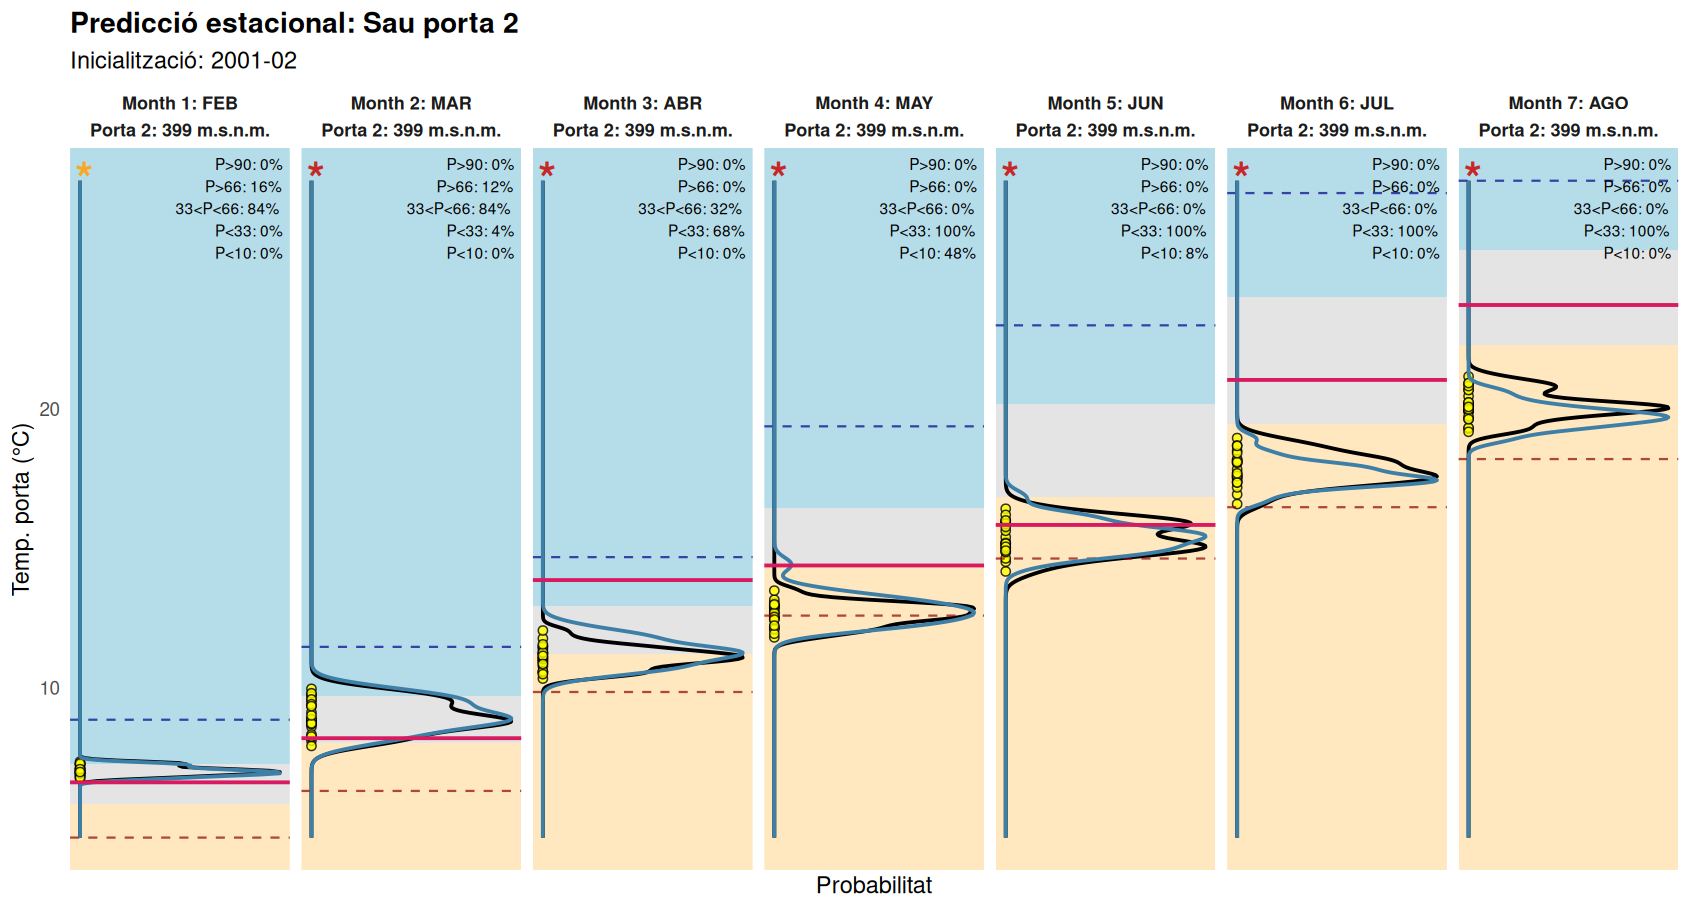 Predicció estacional: Sau porta 2
Inicialització: 2001-02
Month 1: FEB
Porta 2: 399 m.s.n.m.
Month 2: MAR
Porta 2: 399 m.s.n.m.
Month 3: ABR
Porta 2: 399 m.s.n.m.
Month 4: MAY
Porta 2: 399 m.s.n.m.
Month 5: JUN
Porta 2: 399 m.s.n.m.
Month 6: JUL
Porta 2: 399 m.s.n.m.
Month 7: AGO
Porta 2: 399 m.s.n.m.
*
P>90: 0%
P>66: 16%
33<P<66: 84%
P<33: 0%
P<10: 0%
*
P>90: 0%
P>66: 12%
33<P<66: 84%
P<33: 4%
P<10: 0%
*
P>90: 0%
P>66: 0%
33<P<66: 32%
P<33: 68%
P<10: 0%
*
P>90: 0%
P>66: 0%
33<P<66: 0%
P<33: 100%
P<10: 48%
*
P>90: 0%
P>66: 0%
33<P<66: 0%
P<33: 100%
P<10: 8%
*
P>90: 0%
P>66: 0%
33<P<66: 0%
P<33: 100%
P<10: 0%
*
P>90: 0%
P>66: 0%
33<P<66: 0%
P<33: 100%
P<10: 0%
Temp. porta (°C)
20
10
Probabilitat